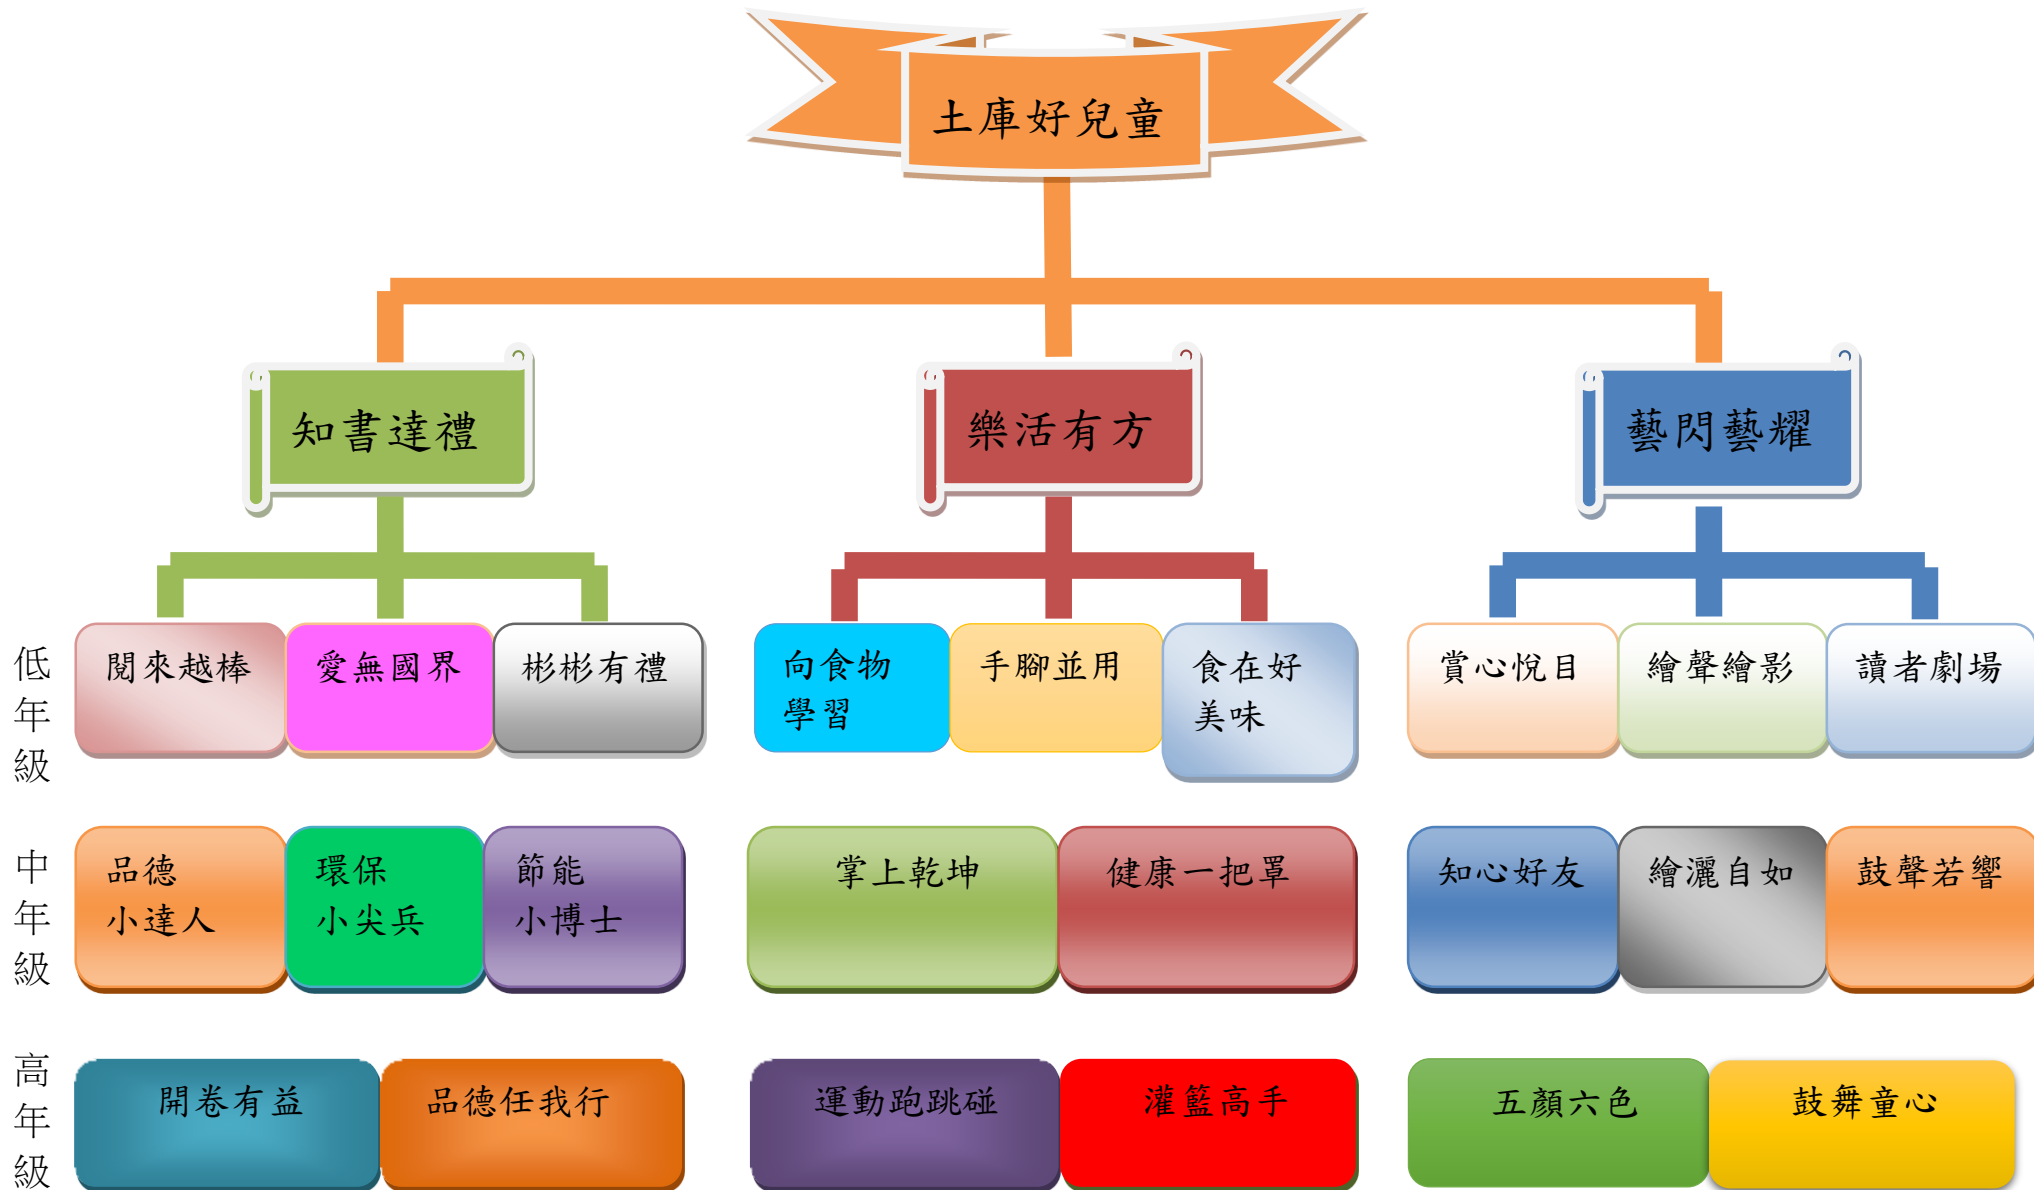 土庫好兒童
知書達禮
樂活有方
藝閃藝耀
低年級
閱來越棒
愛無國界
彬彬有禮
向食物
學習
手腳並用
食在好
美味
賞心悅目
繪聲繪影
讀者劇場
中年級
品德
小達人
環保
小尖兵
節能
小博士
掌上乾坤
健康一把罩
知心好友
繪灑自如
鼓聲若響
高年級
開卷有益
品德任我行
運動跑跳碰
灌籃高手
五顏六色
鼓舞童心